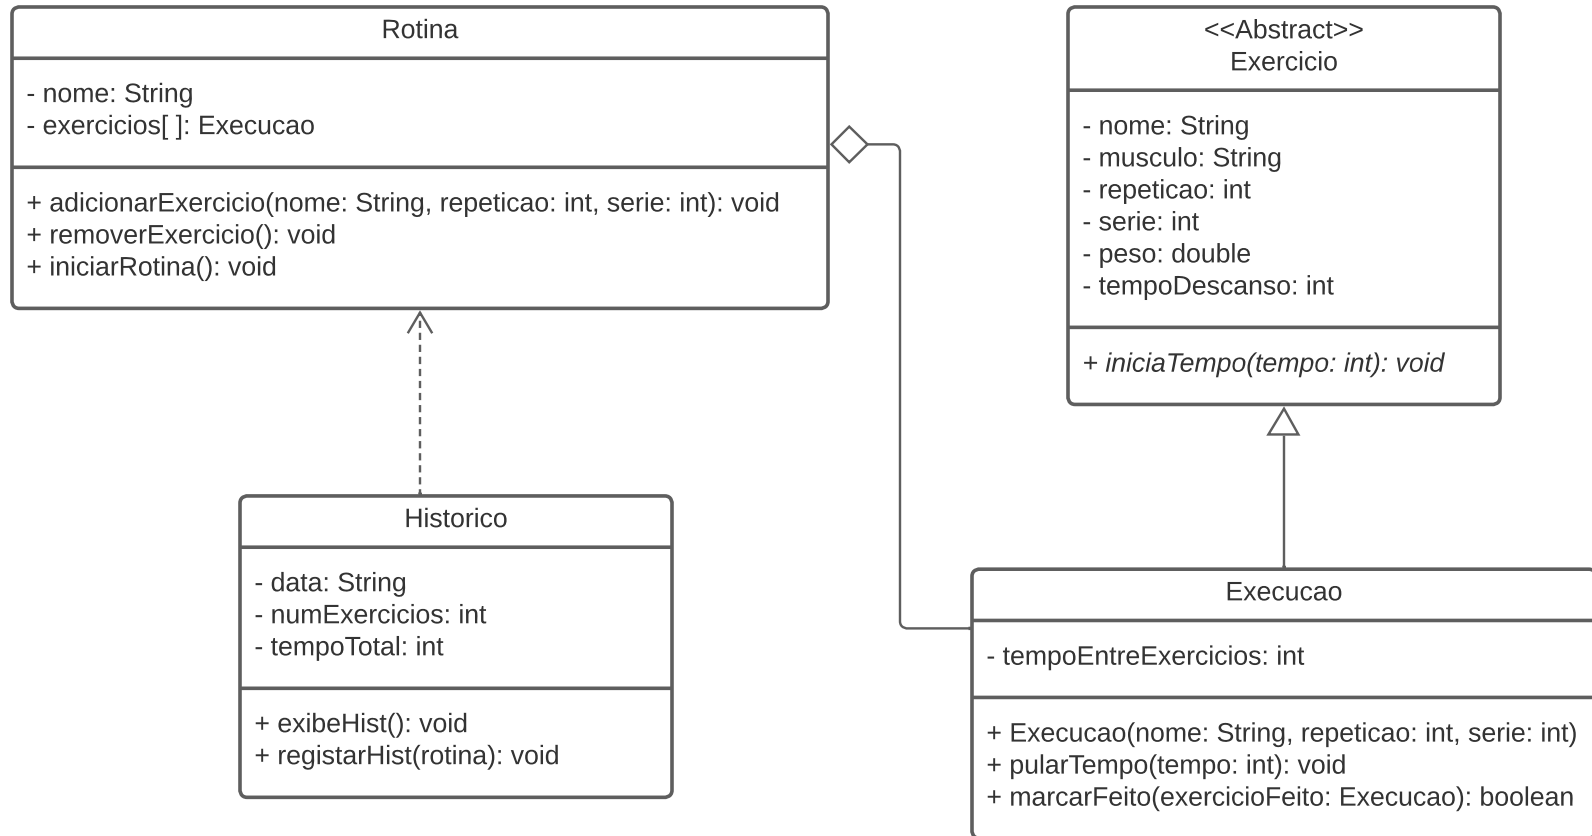 Rotina
- nome: String
- exercicios[ ]: Execucao
+ adicionarExercicio(nome: String, repeticao: int, serie: int): void
+ removerExercicio(): void
+ iniciarRotina(): void
<<Abstract>>
Exercicio
- nome: String
- musculo: String
- repeticao: int
- serie: int
- peso: double
- tempoDescanso: int
+ iniciaTempo(tempo: int): void
Historico
- data: String
- numExercicios: int
- tempoTotal: int
+ exibeHist(): void
+ registarHist(rotina): void
Execucao
- tempoEntreExercicios: int
+ Execucao(nome: String, repeticao: int, serie: int)
+ pularTempo(tempo: int): void
+ marcarFeito(exercicioFeito: Execucao): boolean